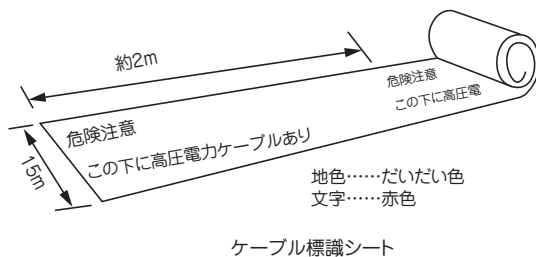 約2m
危険注意
この下に高圧電
危険注意
この下に高圧電力ケーブルあり
15m
地色……だいだい色
文字……赤色
ケーブル標識シート